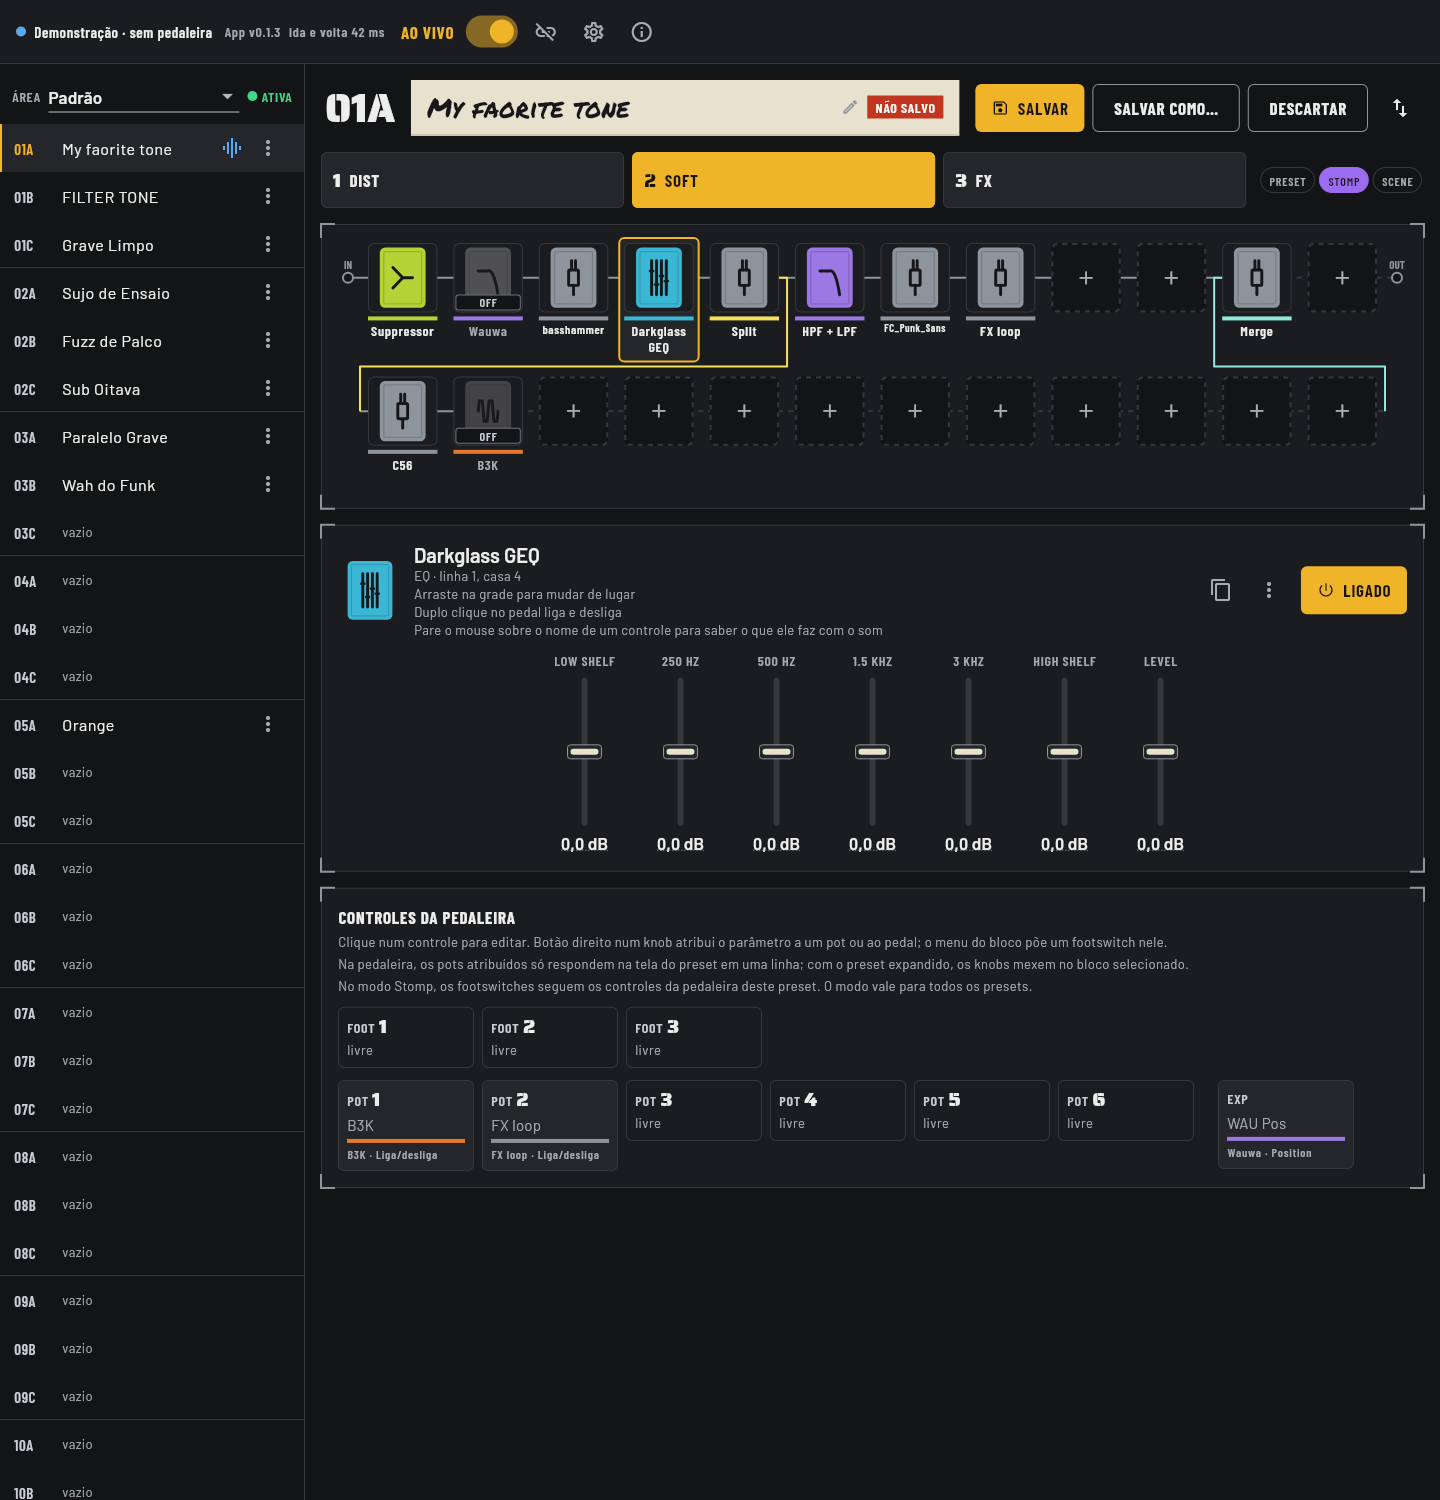 Demonstração · sem pedaleira App v0.1.3 Ida e volta 42 ms AO VIVO
ÁREA Padrão ATIVA
01A My faorite tone
01B FILTER TONE
01C Grave Limpo
02A Sujo de Ensaio
02B Fuzz de Palco
02C Sub Oitava
03A Paralelo Grave
03B Wah do Funk
03C vazio
04A vazio
04B vazio
04C vazio
05A Orange
05B vazio
05C vazio
06A vazio
06B vazio
06C vazio
07A vazio
07B vazio
07C vazio
08A vazio
08B vazio
08C vazio
09A vazio
09B vazio
09C vazio
10A vazio
10B vazio
01A My faorite tone NÃO SALVO SALVAR SALVAR COMO... DESCARTAR
1 DIST 2 SOFT 3 FX PRESET STOMP SCENE
IN OUT
OFF
Suppressor Wauwa basshammer Darkglass GEQ Split HPF + LPF FC_Punk_Sans FX loop Merge
OFF
C56 B3K
Darkglass GEQ
EQ · linha 1, casa 4
Arraste na grade para mudar de lugar
Duplo clique no pedal liga e desliga
Pare o mouse sobre o nome de um controle para saber o que ele faz com o som
LIGADO
LOW SHELF 250 HZ 500 HZ 1.5 KHZ 3 KHZ HIGH SHELF LEVEL
0,0 dB 0,0 dB 0,0 dB 0,0 dB 0,0 dB 0,0 dB 0,0 dB
CONTROLES DA PEDALEIRA
Clique num controle para editar. Botão direito num knob atribui o parâmetro a um pot ou ao pedal; o menu do bloco põe um footswitch nele.
Na pedaleira, os pots atribuídos só respondem na tela do preset em uma linha; com o preset expandido, os knobs mexem no bloco selecionado.
No modo Stomp, os footswitches seguem os controles da pedaleira deste preset. O modo vale para todos os presets.
FOOT 1 FOOT 2 FOOT 3
livre livre livre
POT 1 POT 2 POT 3 POT 4 POT 5 POT 6 EXP
B3K FX loop livre livre livre livre WAU Pos
B3K · Liga/desliga FX loop · Liga/desliga Wauwa · Position